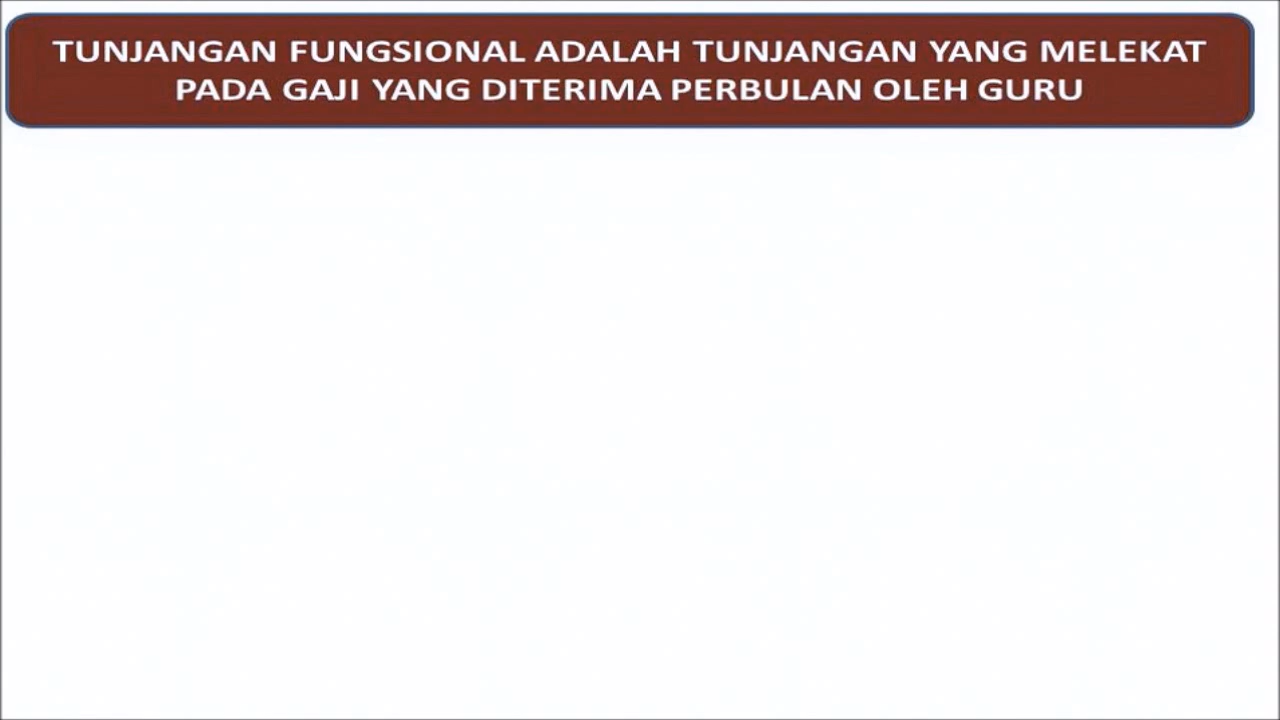 TUNJANGAN FUNGSIONAL ADALAH TUNJANGAN YANG MELEKAT
PADA GAJI YANG DITERIMA PERBULAN OLEH GURU